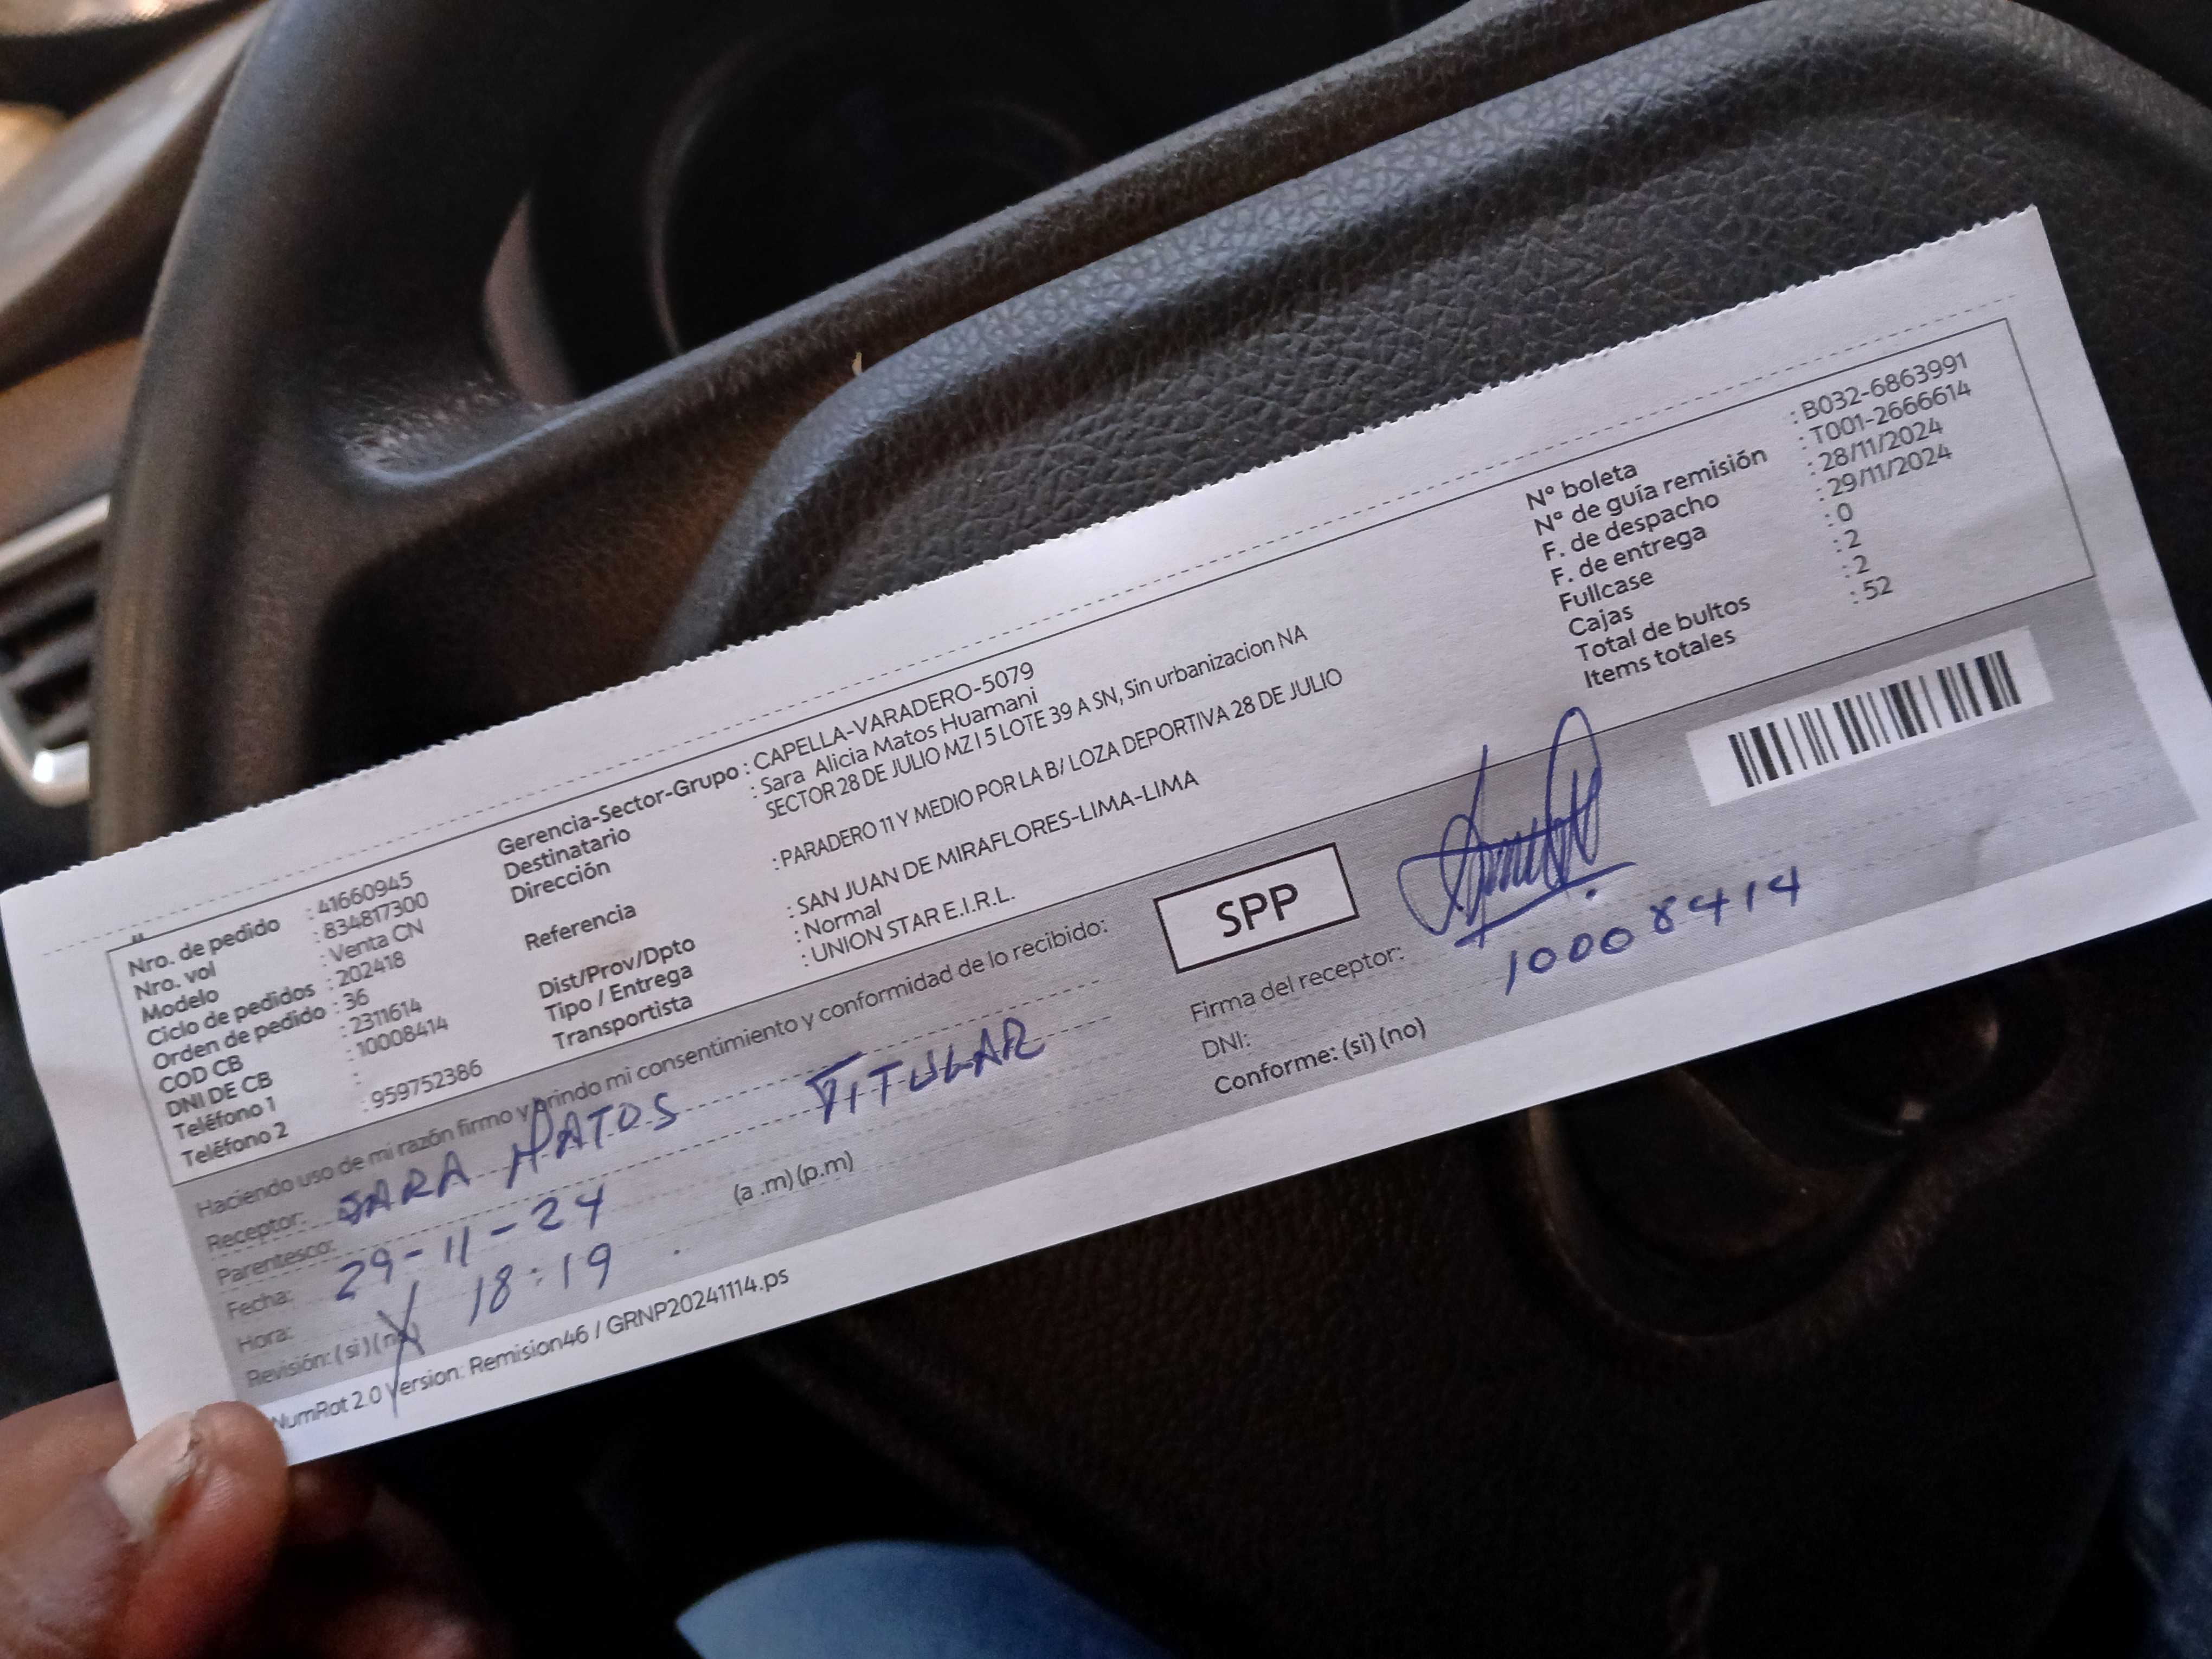 Nro. de pedido : 41660945
Nro. vol : 834817300
Modelo : Venta CN
Ciclo de pedidos : 202418
Orden de pedido : 36
COD CB : 2311614
DNI DE CB : 10008414
Teléfono 1 :
Teléfono 2 : 959752386
Gerencia-Sector-Grupo : CAPELLA-VARADERO-5079
Destinatario : Sara Alicia Matos Huamani
Dirección SECTOR 28 DE JULIO MZ I 5 LOTE 39 A SN, Sin urbanizacion NA
Referencia : PARADERO 11 Y MEDIO POR LA B/ LOZA DEPORTIVA 28 DE JULIO
Dist/Prov/Dpto : SAN JUAN DE MIRAFLORES-LIMA-LIMA
Tipo / Entrega : Normal
Transportista : UNION STAR E.I.R.L.
N° boleta : B032-6863991
N° de guía remisión : T001-2666614
F. de despacho : 28/11/2024
F. de entrega : 29/11/2024
Fullcase : 0
Cajas : 2
Total de bultos : 2
Items totales : 52
Haciendo uso de mi razón firmo y brindo mi consentimiento y conformidad de lo recibido:
Receptor: SARA MATOS TITULAR
Parentesco:
Fecha: 29-11-24
Hora: 18:19 (a .m) (p.m)
Revisión: (si) (no)
SPP
Firma del receptor:
DNI: 10008414
Conforme: (si) (no)
NumRot 2.0 Version: Remision46 / GRNP20241114.ps